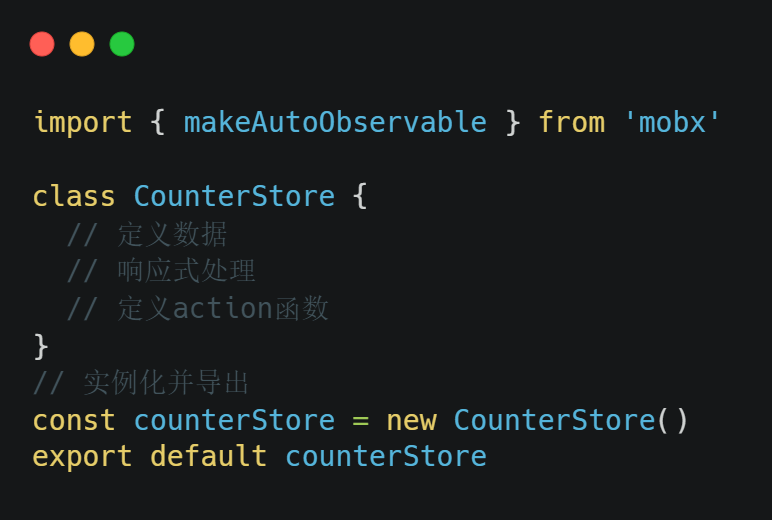 import { makeAutoObservable } from 'mobx'
class CounterStore {
// 定义数据
// 响应式处理
// 定义action函数
}
// 实例化并导出
const counterStore = new CounterStore()
export default counterStore